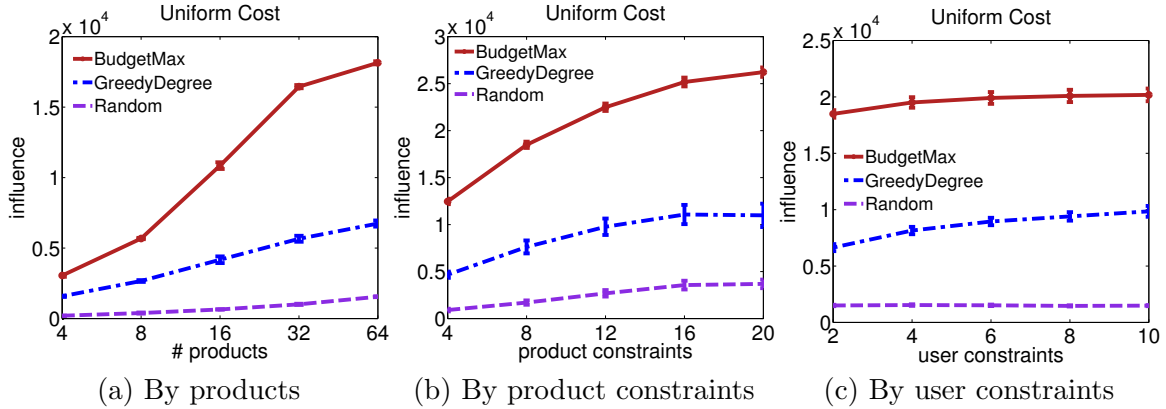 Uniform Cost
x 10^4
2
1.5
1
0.5
0
influence
BudgetMax
GreedyDegree
Random
4 8 16 32 64
# products
(a) By products
Uniform Cost
x 10^4
3
2.5
2
1.5
1
0.5
0
influence
BudgetMax
GreedyDegree
Random
4 8 12 16 20
product constraints
(b) By product constraints
Uniform Cost
x 10^4
2.5
2
1.5
1
0.5
0
influence
BudgetMax
GreedyDegree
Random
2 4 6 8 10
user constraints
(c) By user constraints